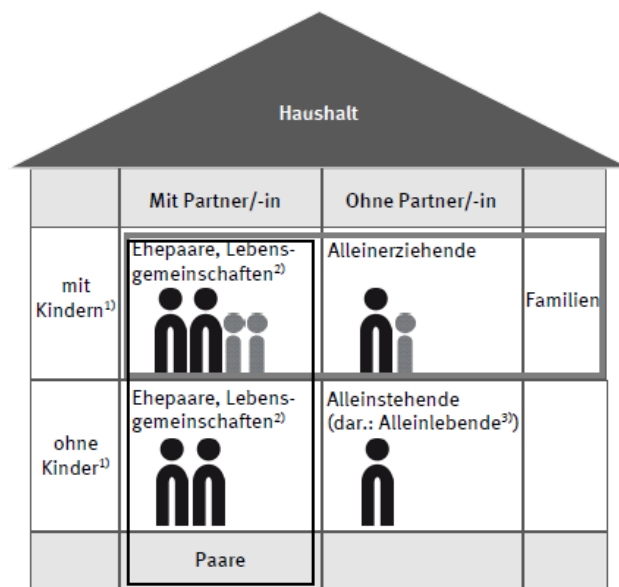 Haushalt
Mit Partner/-in
Ohne Partner/-in
mit
Kindern¹⁾
Ehepaare, Lebens-
gemeinschaften²⁾
Alleinerziehende
Familien
ohne
Kinder¹⁾
Ehepaare, Lebens-
gemeinschaften²⁾
Alleinstehende
(dar.: Alleinlebende³⁾)
Paare